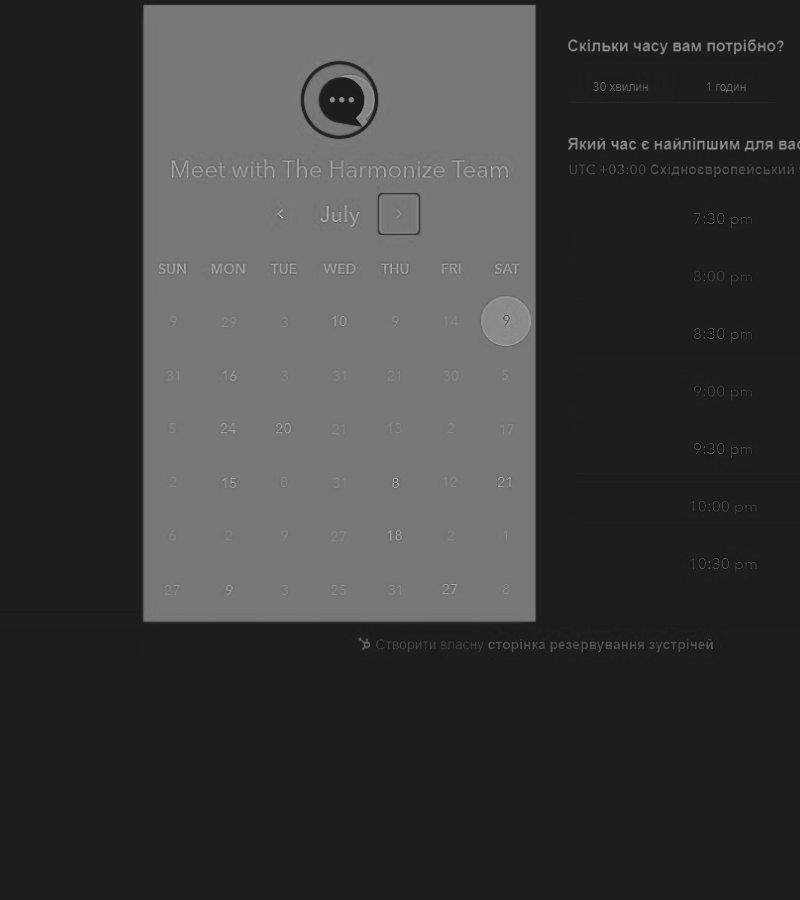 Meet with The Harmonize Team
July
SUN MON TUE WED THU FRI SAT
9 29 3 10 9 14 9
31 16 3 31 21 30 5
5 24 20 21 13 2 17
2 15 8 31 8 12 21
6 2 9 27 18 2 1
27 9 3 25 31 27 8
Скільки часу вам потрібно?
30 хвилин 1 годин
Який час є найліпшим для вас
UTC +03:00 Східноєвропейський
7:30 pm
8:00 pm
8:30 pm
9:00 pm
9:30 pm
10:00 pm
10:30 pm
Створити власну сторінка резервування зустрічей